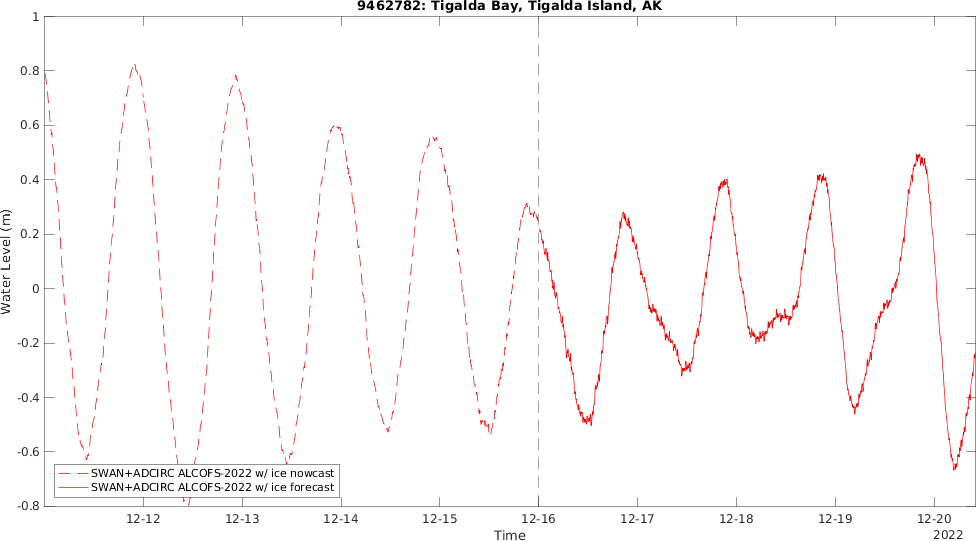 9462782: Tigalda Bay, Tigalda Island, AK
1
0.8
0.6
0.4
0.2
0
-0.2
-0.4
-0.6
-0.8
Water Level (m)
SWAN+ADCIRC ALCOFS-2022 w/ ice nowcast
SWAN+ADCIRC ALCOFS-2022 w/ ice forecast
12-12 12-13 12-14 12-15 12-16 12-17 12-18 12-19 12-20
Time
2022